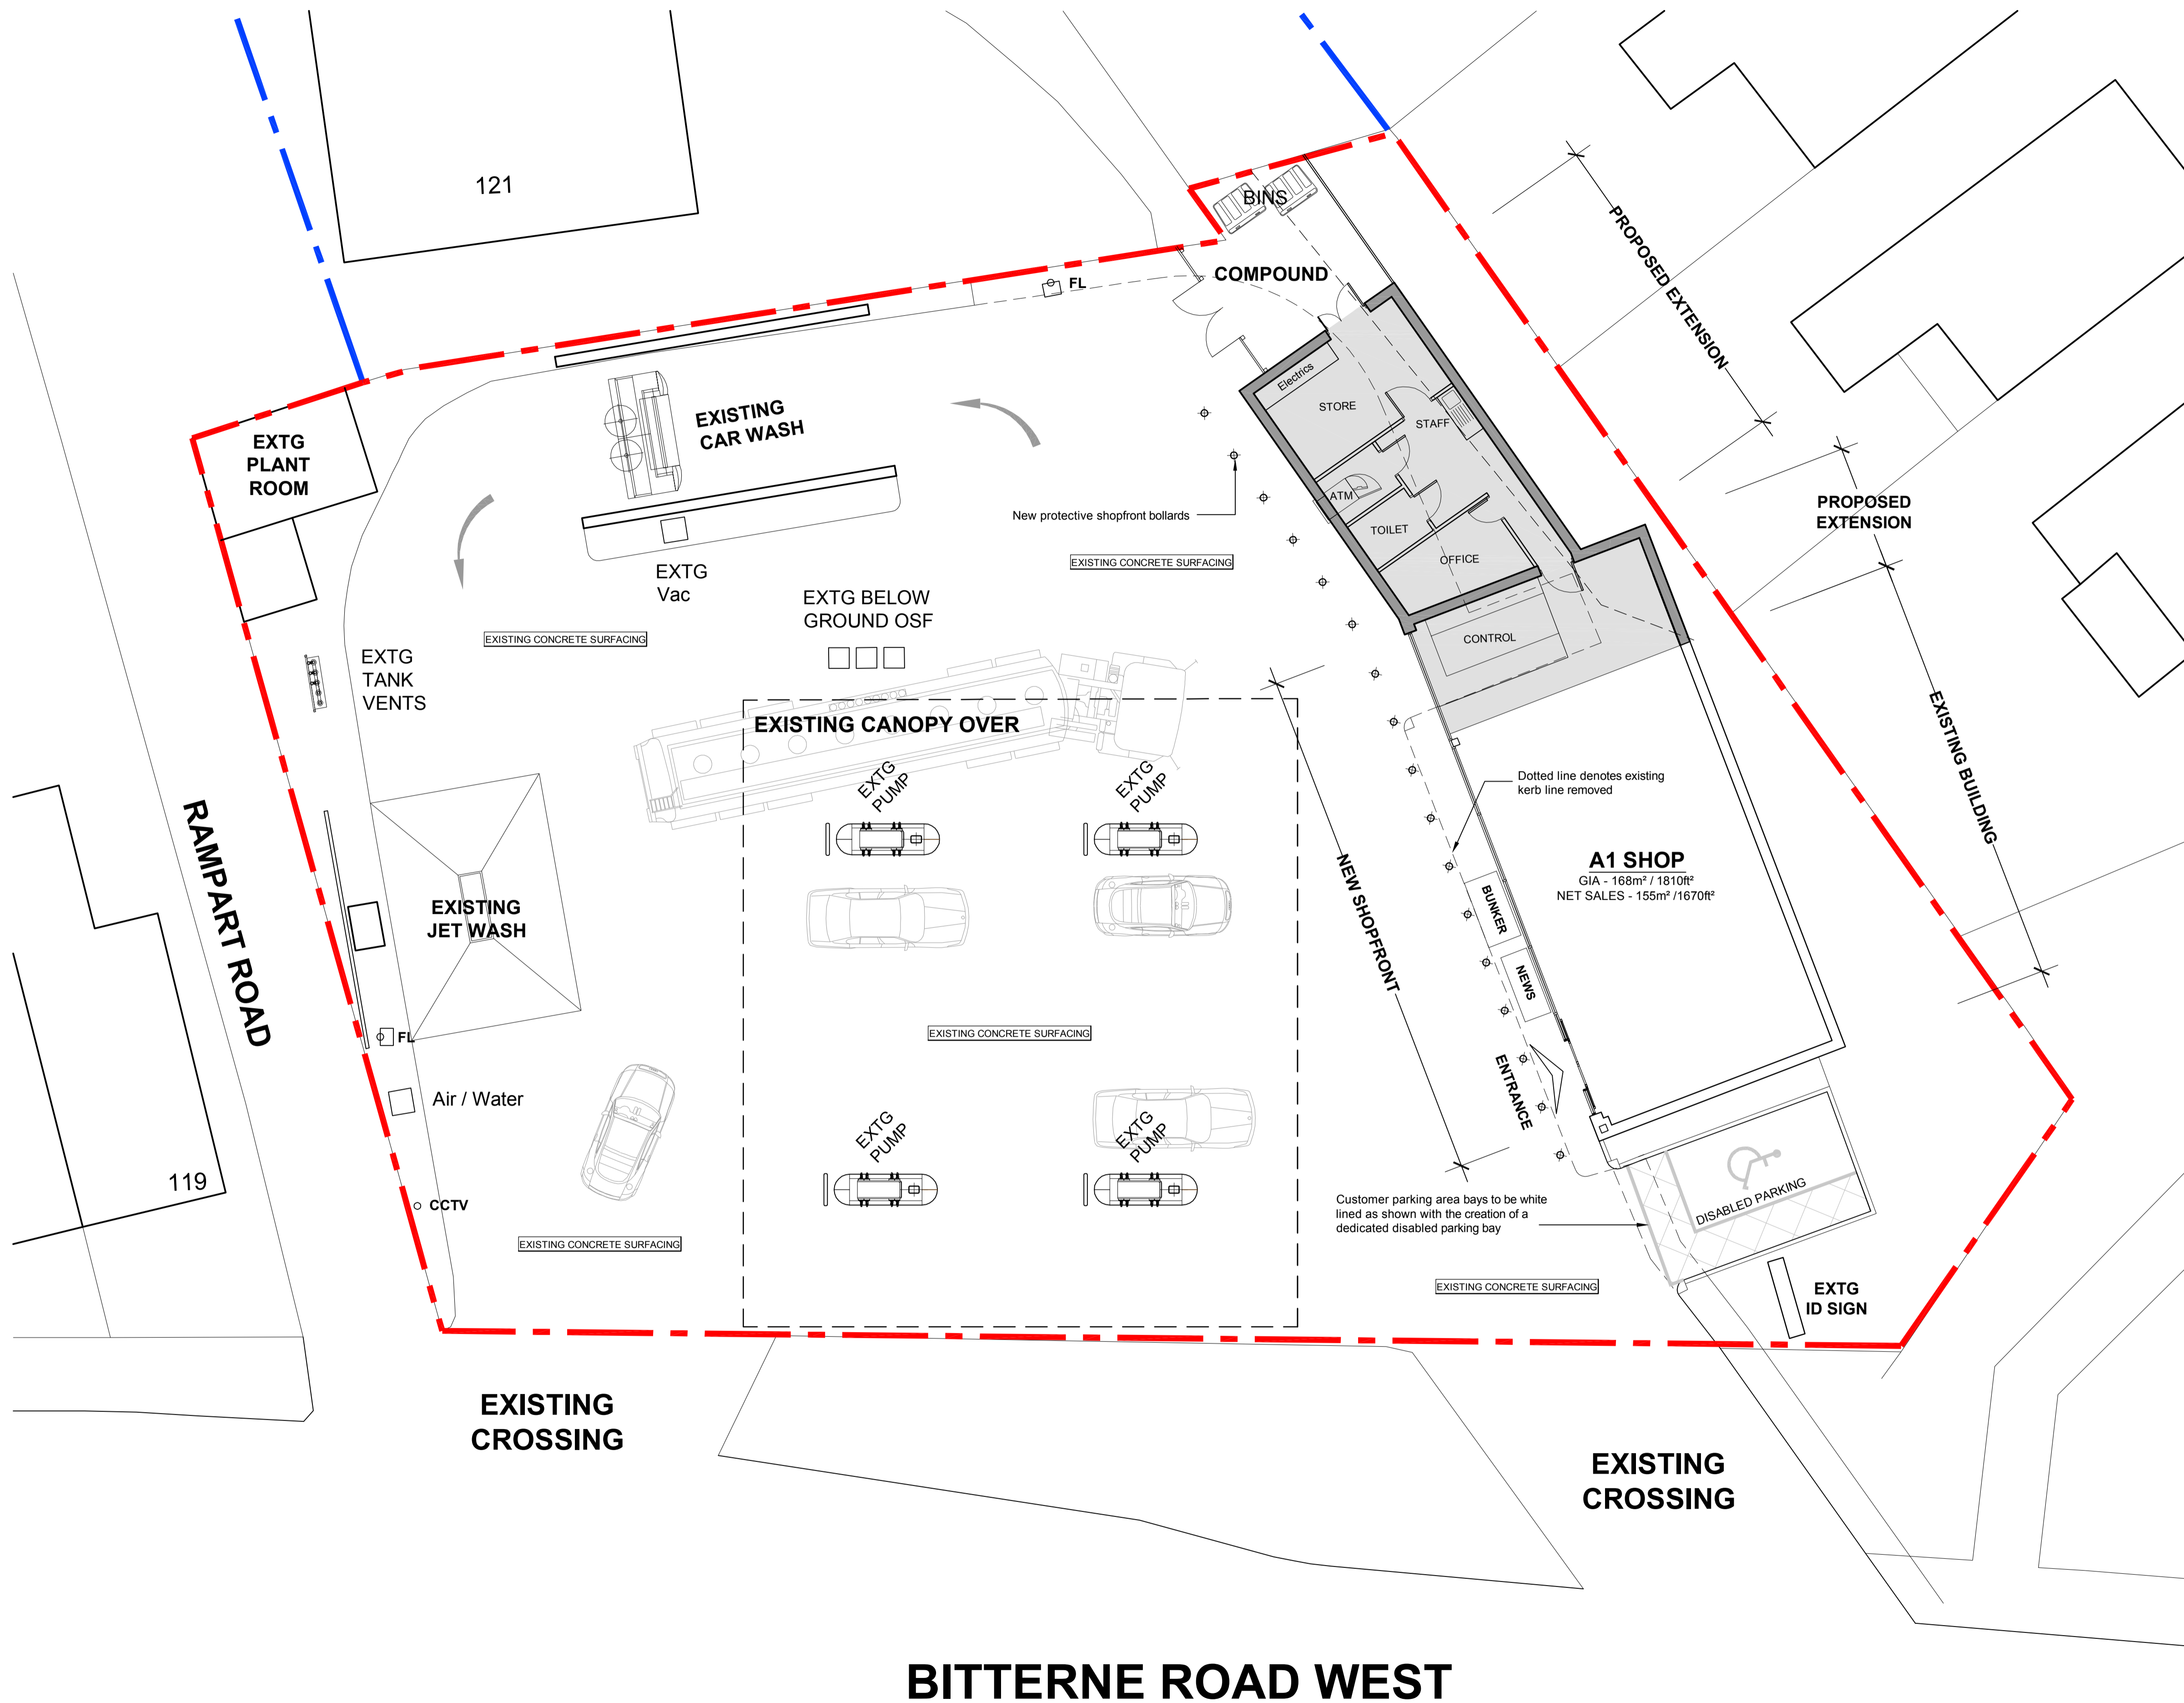 121
BINS
COMPOUND
FL
PROPOSED EXTENSION
EXISTING
CAR WASH
Electrics
STORE
STAFF
EXTG
PLANT
ROOM
ATM
New protective shopfront bollards
TOILET
PROPOSED
EXTENSION
OFFICE
EXISTING CONCRETE SURFACING
EXTG
Vac
EXTG BELOW
GROUND OSF
EXISTING CONCRETE SURFACING
CONTROL
EXTG
TANK
VENTS
EXISTING CANOPY OVER
EXISTING BUILDING
EXTG
PUMP
EXTG
PUMP
Dotted line denotes existing
kerb line removed
RAMPART ROAD
NEW SHOPFRONT
A1 SHOP
GIA - 168m² / 1810ft²
NET SALES - 155m² /1670ft²
BUNKER
EXISTING
JET WASH
NEWS
EXISTING CONCRETE SURFACING
FL
ENTRANCE
Air / Water
EXTG
PUMP
EXTG
PUMP
119
CCTV
DISABLED PARKING
Customer parking area bays to be white
lined as shown with the creation of a
dedicated disabled parking bay
EXISTING CONCRETE SURFACING
EXISTING CONCRETE SURFACING
EXTG
ID SIGN
EXISTING
CROSSING
EXISTING
CROSSING
BITTERNE ROAD WEST